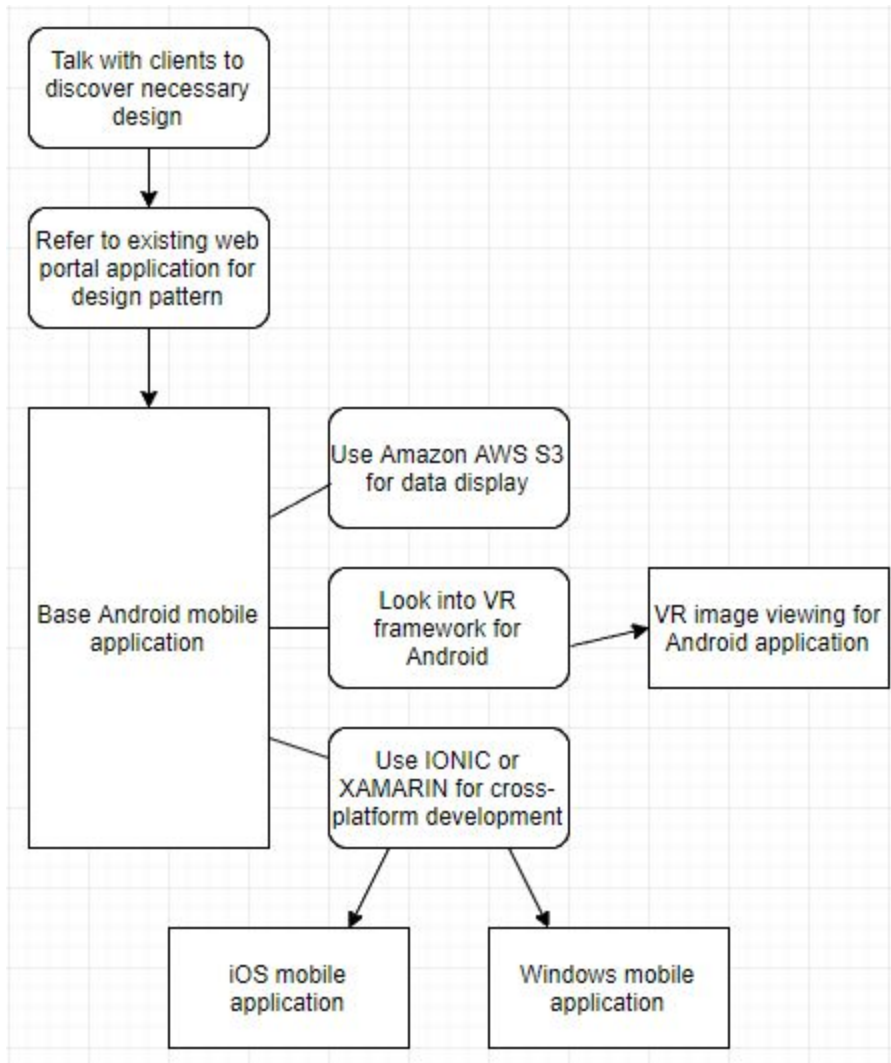 Talk with clients to
discover necessary
design
Refer to existing web
portal application for
design pattern
Base Android mobile
application
Use Amazon AWS S3
for data display
Look into VR
framework for
Android
VR image viewing for
Android application
Use IONIC or
XAMARIN for cross-
platform development
iOS mobile
application
Windows mobile
application